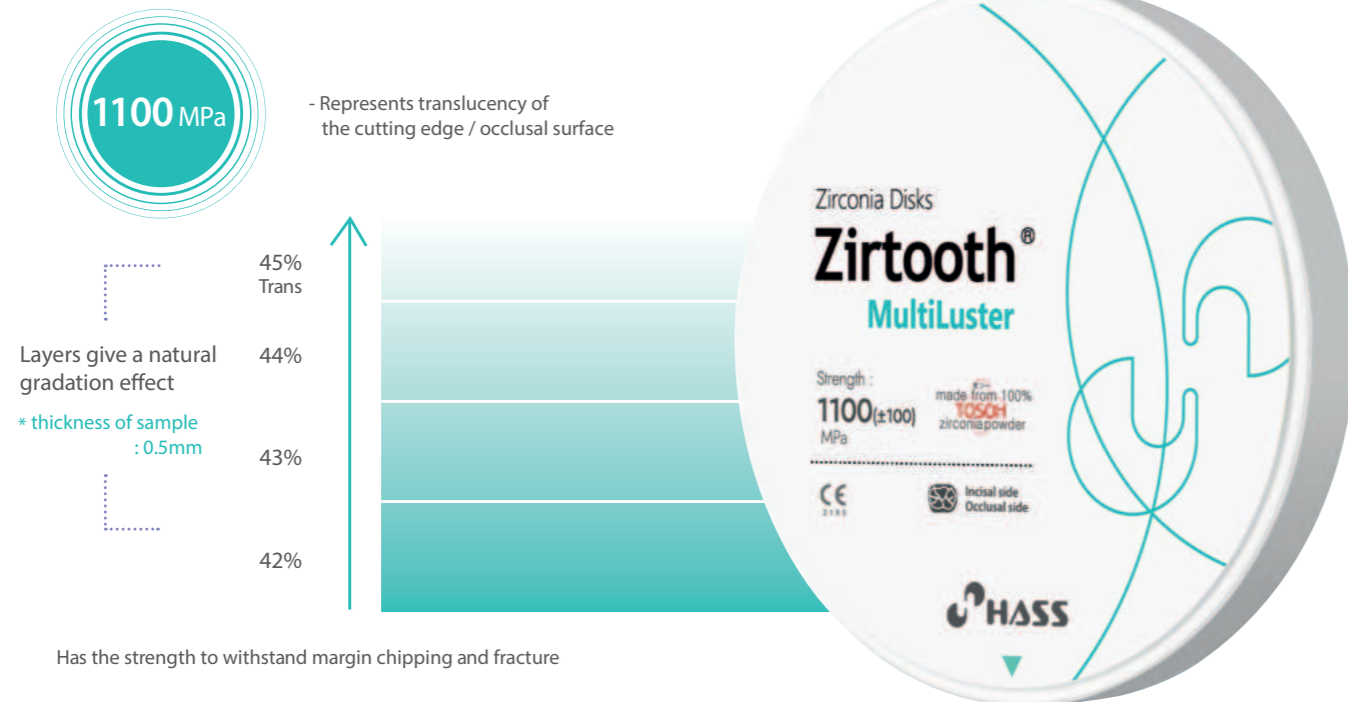 1100 MPa
- Represents translucency of
the cutting edge / occlusal surface
45%
Trans
Layers give a natural
gradation effect
44%
* thickness of sample
: 0.5mm
43%
42%
Has the strength to withstand margin chipping and fracture
Zirconia Disks
Zirtooth®
MultiLuster
Strength :
1100(±100)
MPa
made from 100%
TOSOH
zirconia powder
CE
Incisal side
Occlusal side
HASS